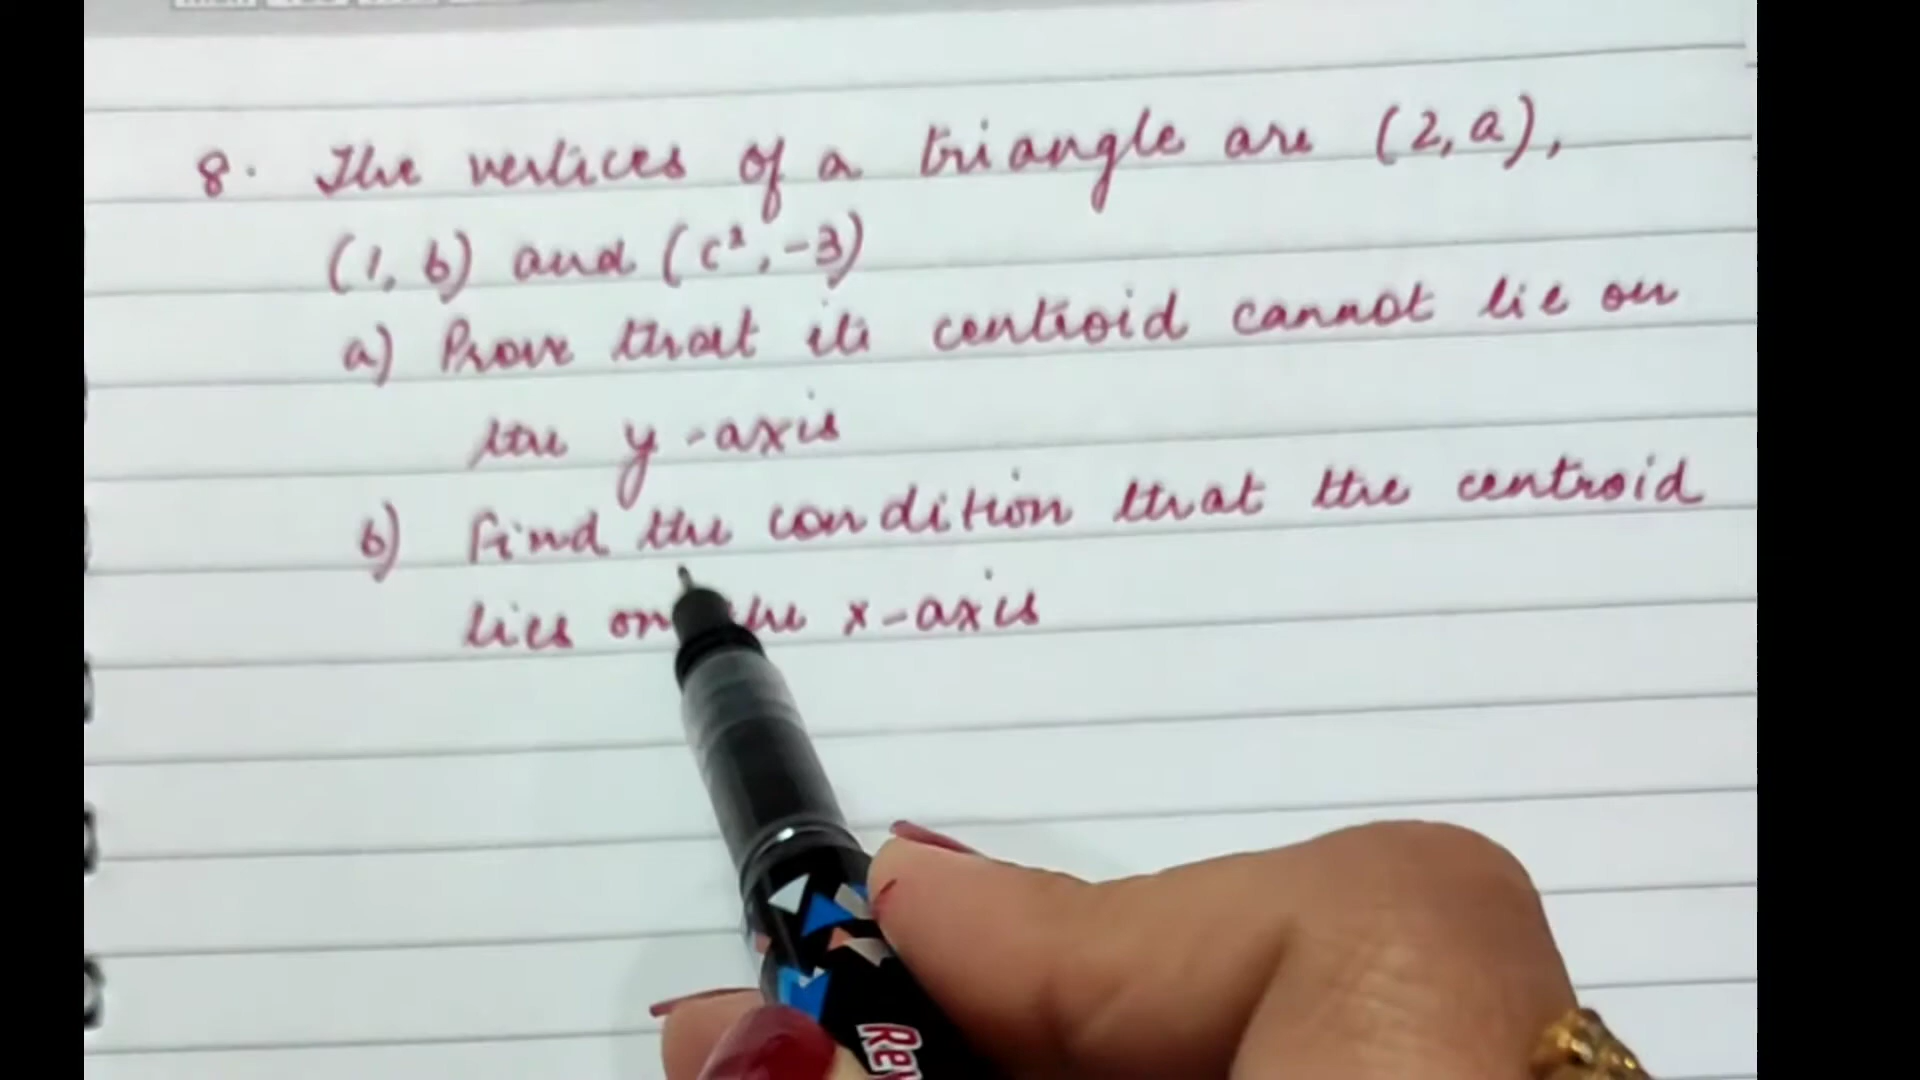 8. The vertices of a triangle are (2, a),
(1, b) and (c², -3)
a) Prove that its centroid cannot lie on
the y-axis
b) Find the condition that the centroid
lies on the x-axis
Rey